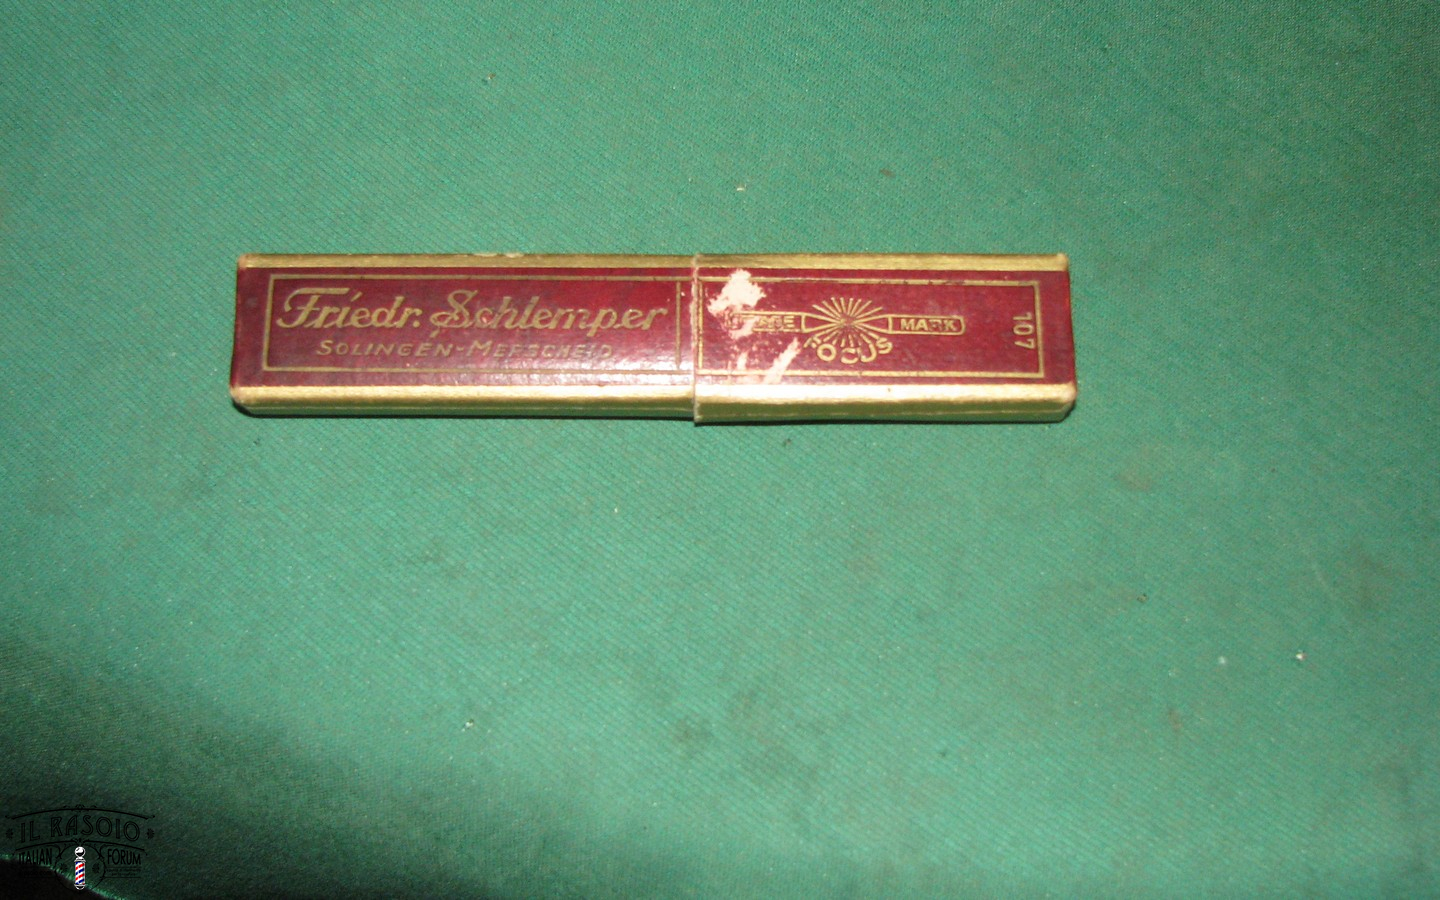 Friedr. Schlemper
SOLINGEN-MERSCHEID
TRADE MARK
FOCUS
107
IL RASOIO
ITALIAN FORUM